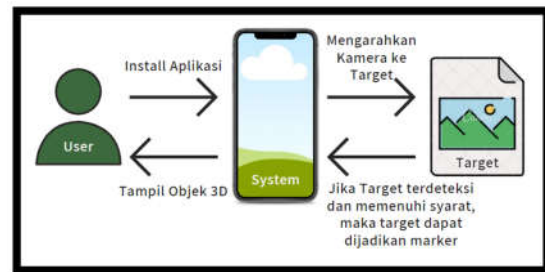 Install Aplikasi
User
Tampil Objek 3D
System
Mengarahkan
Kamera ke
Target
Target
Jika Target terdeteksi
dan memenuhi syarat,
maka target dapat
dijadikan marker